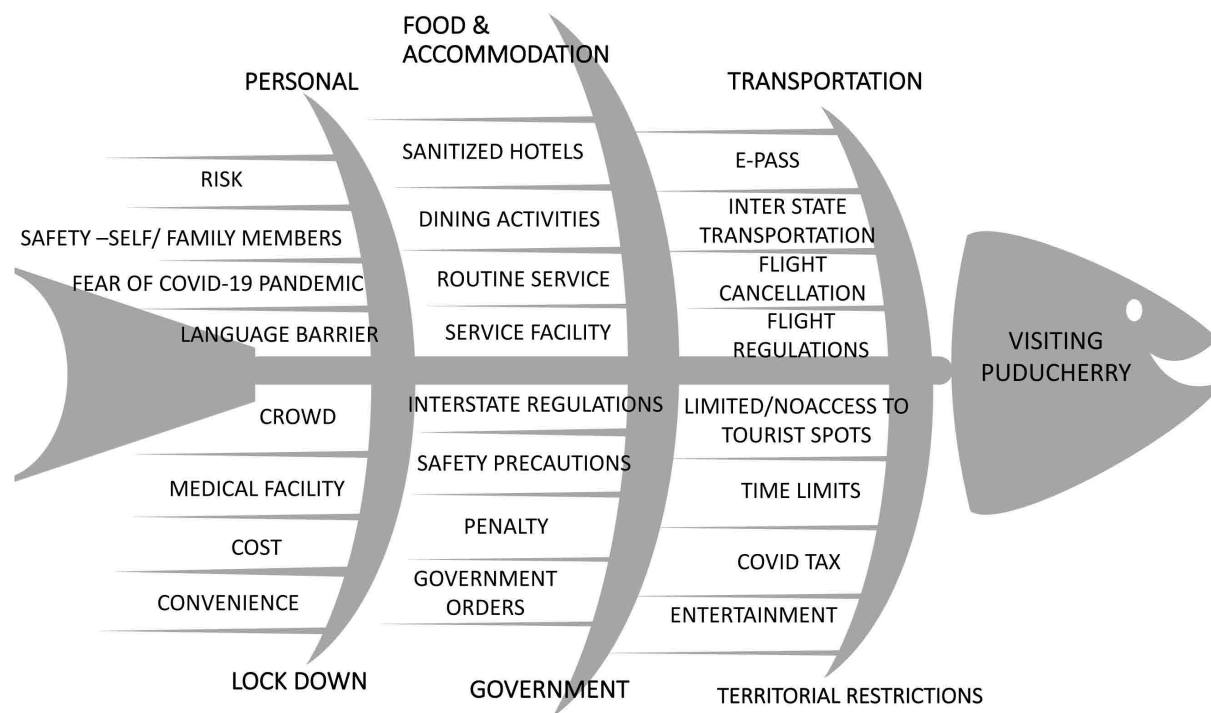 PERSONAL
RISK
SAFETY –SELF/ FAMILY MEMBERS
FEAR OF COVID-19 PANDEMIC
LANGUAGE BARRIER
FOOD &
ACCOMMODATION
SANITIZED HOTELS
DINING ACTIVITIES
ROUTINE SERVICE
SERVICE FACILITY
TRANSPORTATION
E-PASS
INTER STATE
TRANSPORTATION
FLIGHT
CANCELLATION
FLIGHT
REGULATIONS
VISITING
PUDUCHERRY
CROWD
MEDICAL FACILITY
COST
CONVENIENCE
LOCK DOWN
INTERSTATE REGULATIONS
SAFETY PRECAUTIONS
PENALTY
GOVERNMENT
ORDERS
GOVERNMENT
LIMITED/NOACCESS TO
TOURIST SPOTS
TIME LIMITS
COVID TAX
ENTERTAINMENT
TERRITORIAL RESTRICTIONS